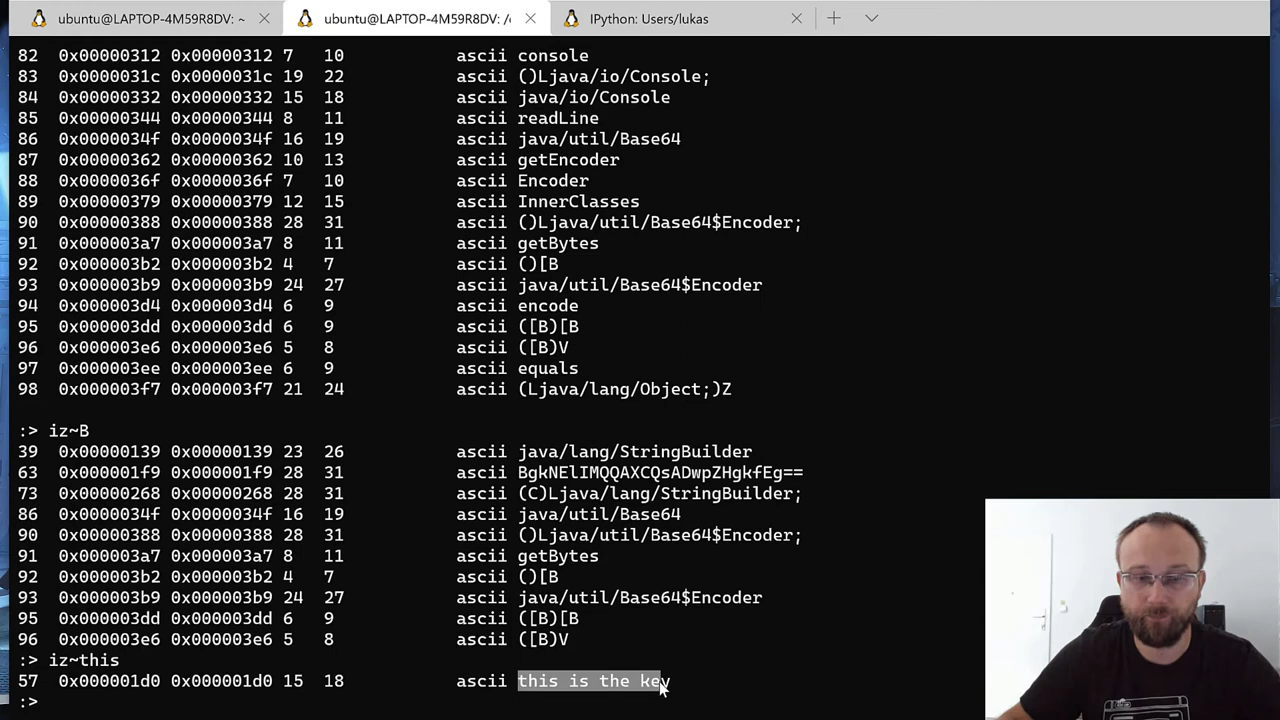 ubuntu@LAPTOP-4M59R8DV: ~
ubuntu@LAPTOP-4M59R8DV: /
IPython: Users/lukas
82 0x00000312 0x00000312 7 10 ascii console
83 0x0000031c 0x0000031c 19 22 ascii ()Ljava/io/Console;
84 0x00000332 0x00000332 15 18 ascii java/io/Console
85 0x00000344 0x00000344 8 11 ascii readLine
86 0x0000034f 0x0000034f 16 19 ascii java/util/Base64
87 0x00000362 0x00000362 10 13 ascii getEncoder
88 0x0000036f 0x0000036f 7 10 ascii Encoder
89 0x00000379 0x00000379 12 15 ascii InnerClasses
90 0x00000388 0x00000388 28 31 ascii ()Ljava/util/Base64$Encoder;
91 0x000003a7 0x000003a7 8 11 ascii getBytes
92 0x000003b2 0x000003b2 4 7 ascii ()[B
93 0x000003b9 0x000003b9 24 27 ascii java/util/Base64$Encoder
94 0x000003d4 0x000003d4 6 9 ascii encode
95 0x000003dd 0x000003dd 6 9 ascii ([B)[B
96 0x000003e6 0x000003e6 5 8 ascii ([B)V
97 0x000003ee 0x000003ee 6 9 ascii equals
98 0x000003f7 0x000003f7 21 24 ascii (Ljava/lang/Object;)Z
:> iz~B
39 0x00000139 0x00000139 23 26 ascii java/lang/StringBuilder
63 0x000001f9 0x000001f9 28 31 ascii BgkNElIMQQAXCQsADwpZHgkfEg==
73 0x00000268 0x00000268 28 31 ascii (C)Ljava/lang/StringBuilder;
86 0x0000034f 0x0000034f 16 19 ascii java/util/Base64
90 0x00000388 0x00000388 28 31 ascii ()Ljava/util/Base64$Encoder;
91 0x000003a7 0x000003a7 8 11 ascii getBytes
92 0x000003b2 0x000003b2 4 7 ascii ()[B
93 0x000003b9 0x000003b9 24 27 ascii java/util/Base64$Encoder
95 0x000003dd 0x000003dd 6 9 ascii ([B)[B
96 0x000003e6 0x000003e6 5 8 ascii ([B)V
:> iz~this
57 0x000001d0 0x000001d0 15 18 ascii this is the key
:>